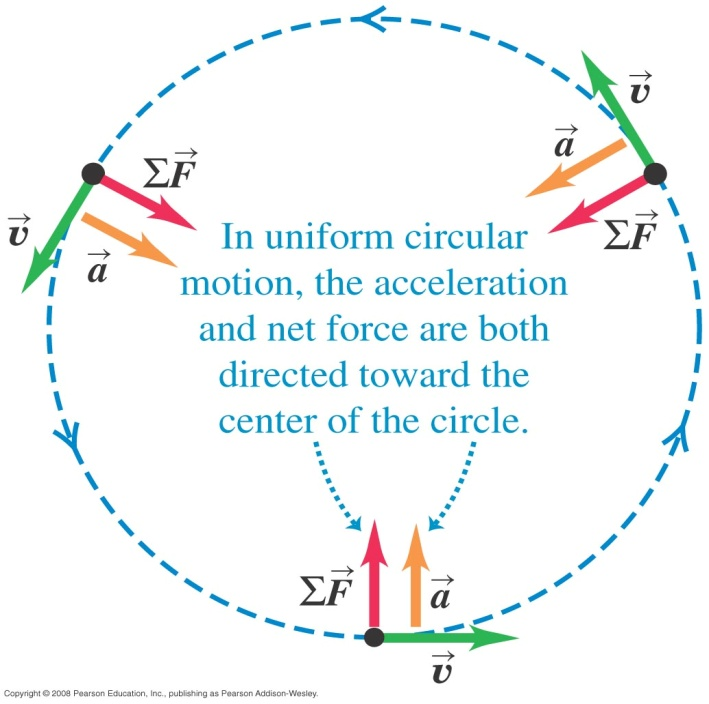 v⃗
a⃗
ΣF⃗
v⃗
a⃗
ΣF⃗
In uniform circular
motion, the acceleration
and net force are both
directed toward the
center of the circle.
ΣF⃗
a⃗
v⃗
Copyright © 2008 Pearson Education, Inc., publishing as Pearson Addison-Wesley.